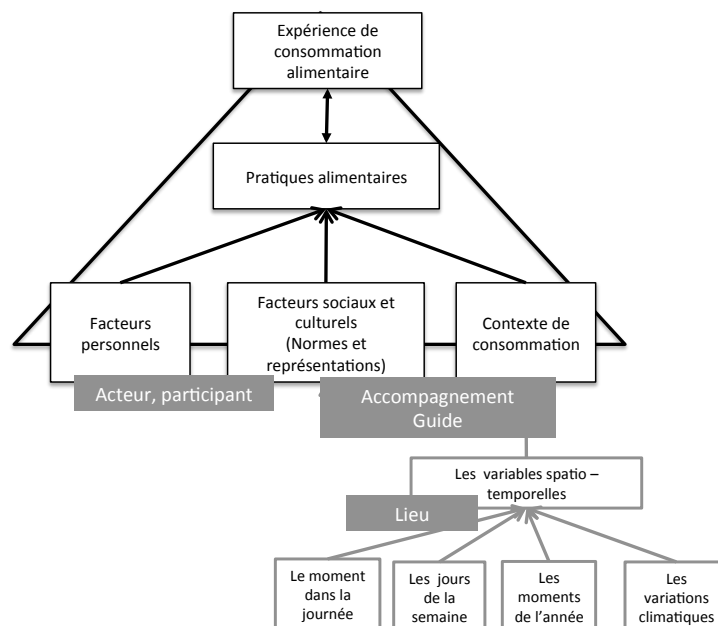 Expérience de
consommation
alimentaire
Pratiques alimentaires
Facteurs
personnels
Facteurs sociaux et
culturels
(Normes et
représentations)
Contexte de
consommation
Acteur, participant
Accompagnement
Guide
Les variables spatio –
temporelles
Lieu
Le moment
dans la
journée
Les jours
de la
semaine
Les
moments
de l'année
Les
variations
climatiques